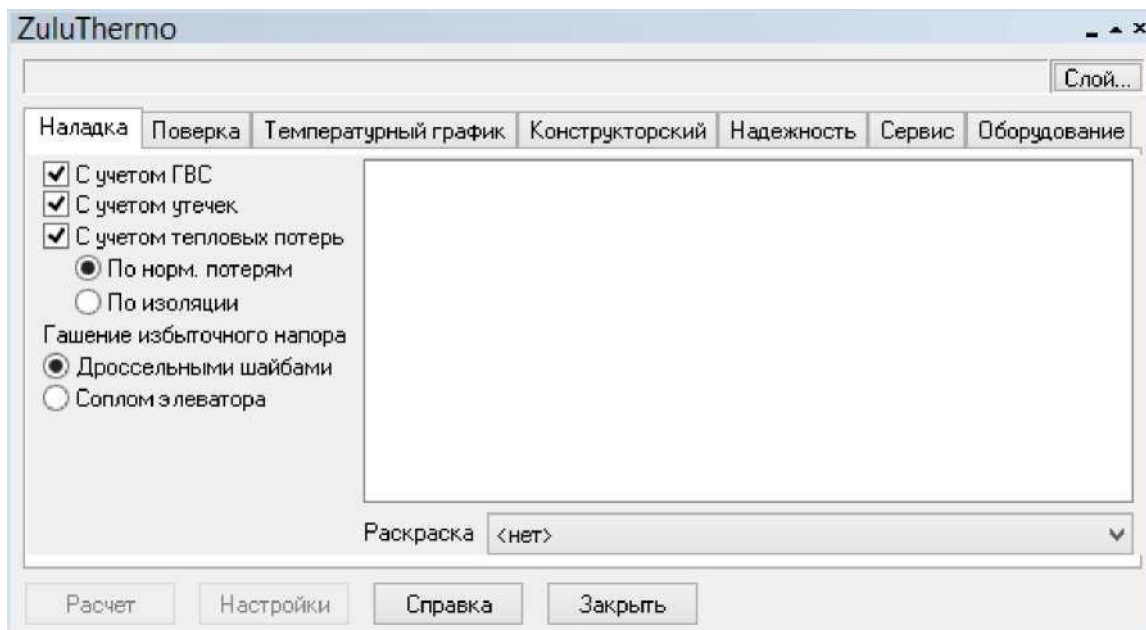 ZuluThermo
Слой...
Наладка Поверка Температурный график Конструкторский Надежность Сервис Оборудование
С учетом ГВС
С учетом утечек
С учетом тепловых потерь
По норм. потерям
По изоляции
Гашение избыточного напора
Дроссельными шайбами
Соплом элеватора
Раскраска <нет>
Расчет Настройки Справка Закрыть